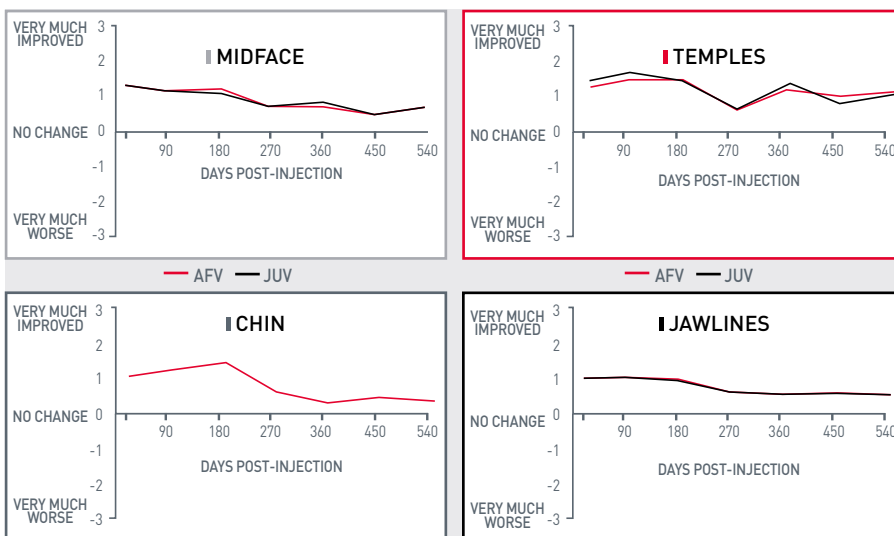 VERY MUCH
IMPROVED
3
2
1
NO CHANGE
0
-1
-2
VERY MUCH
WORSE
-3
MIDFACE
90 180 270 360 450 540
DAYS POST-INJECTION
VERY MUCH
IMPROVED
3
2
1
NO CHANGE
0
-1
-2
VERY MUCH
WORSE
-3
TEMPLES
90 180 270 360 450 540
DAYS POST-INJECTION
AFV JUV
AFV JUV
VERY MUCH
IMPROVED
3
2
1
NO CHANGE
0
-1
-2
VERY MUCH
WORSE
-3
CHIN
90 180 270 360 450 540
DAYS POST-INJECTION
VERY MUCH
IMPROVED
3
2
1
NO CHANGE
0
-1
-2
VERY MUCH
WORSE
-3
JAWLINES
90 180 270 360 450 540
DAYS POST-INJECTION